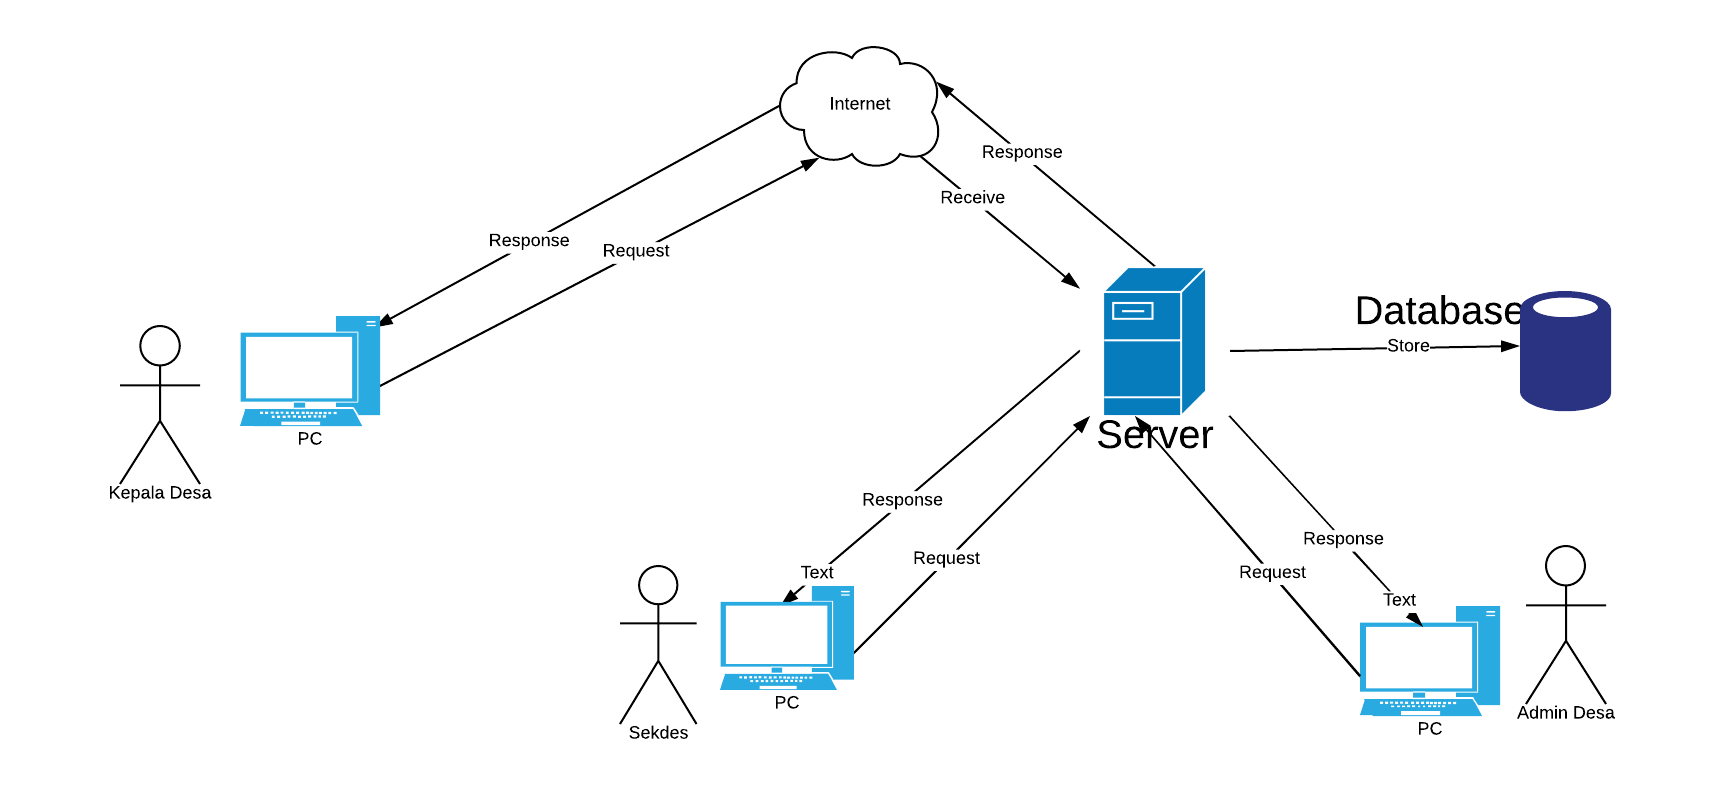 Internet
Response
Receive
Response
Request
Database
Store
PC
Server
Kepala Desa
Response
Response
Request
Text
Request
Text
PC
Admin Desa
PC
Sekdes